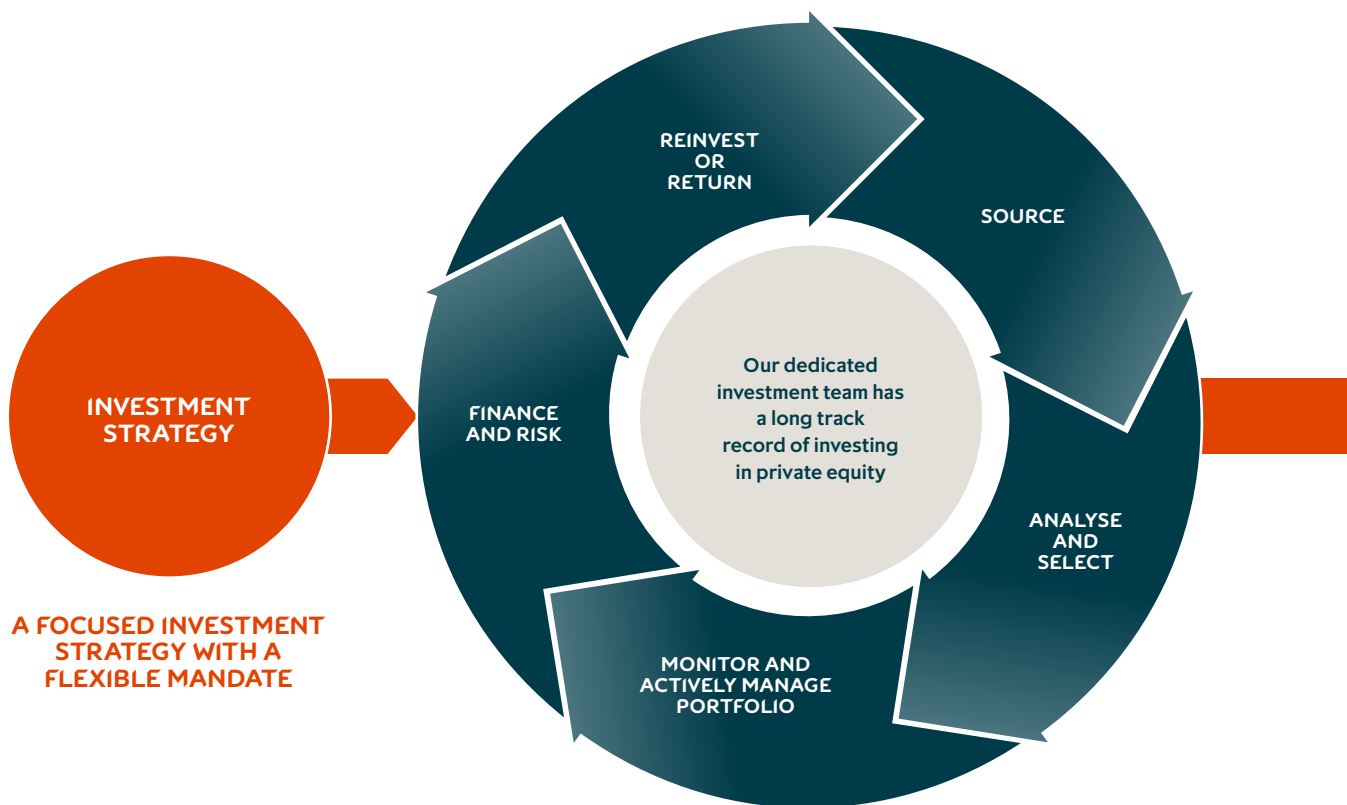 INVESTMENT
STRATEGY
A FOCUSED INVESTMENT
STRATEGY WITH A
FLEXIBLE MANDATE
REINVEST
OR
RETURN
SOURCE
ANALYSE
AND
SELECT
MONITOR AND
ACTIVELY MANAGE
PORTFOLIO
FINANCE
AND RISK
Our dedicated
investment team has
a long track
record of investing
in private equity